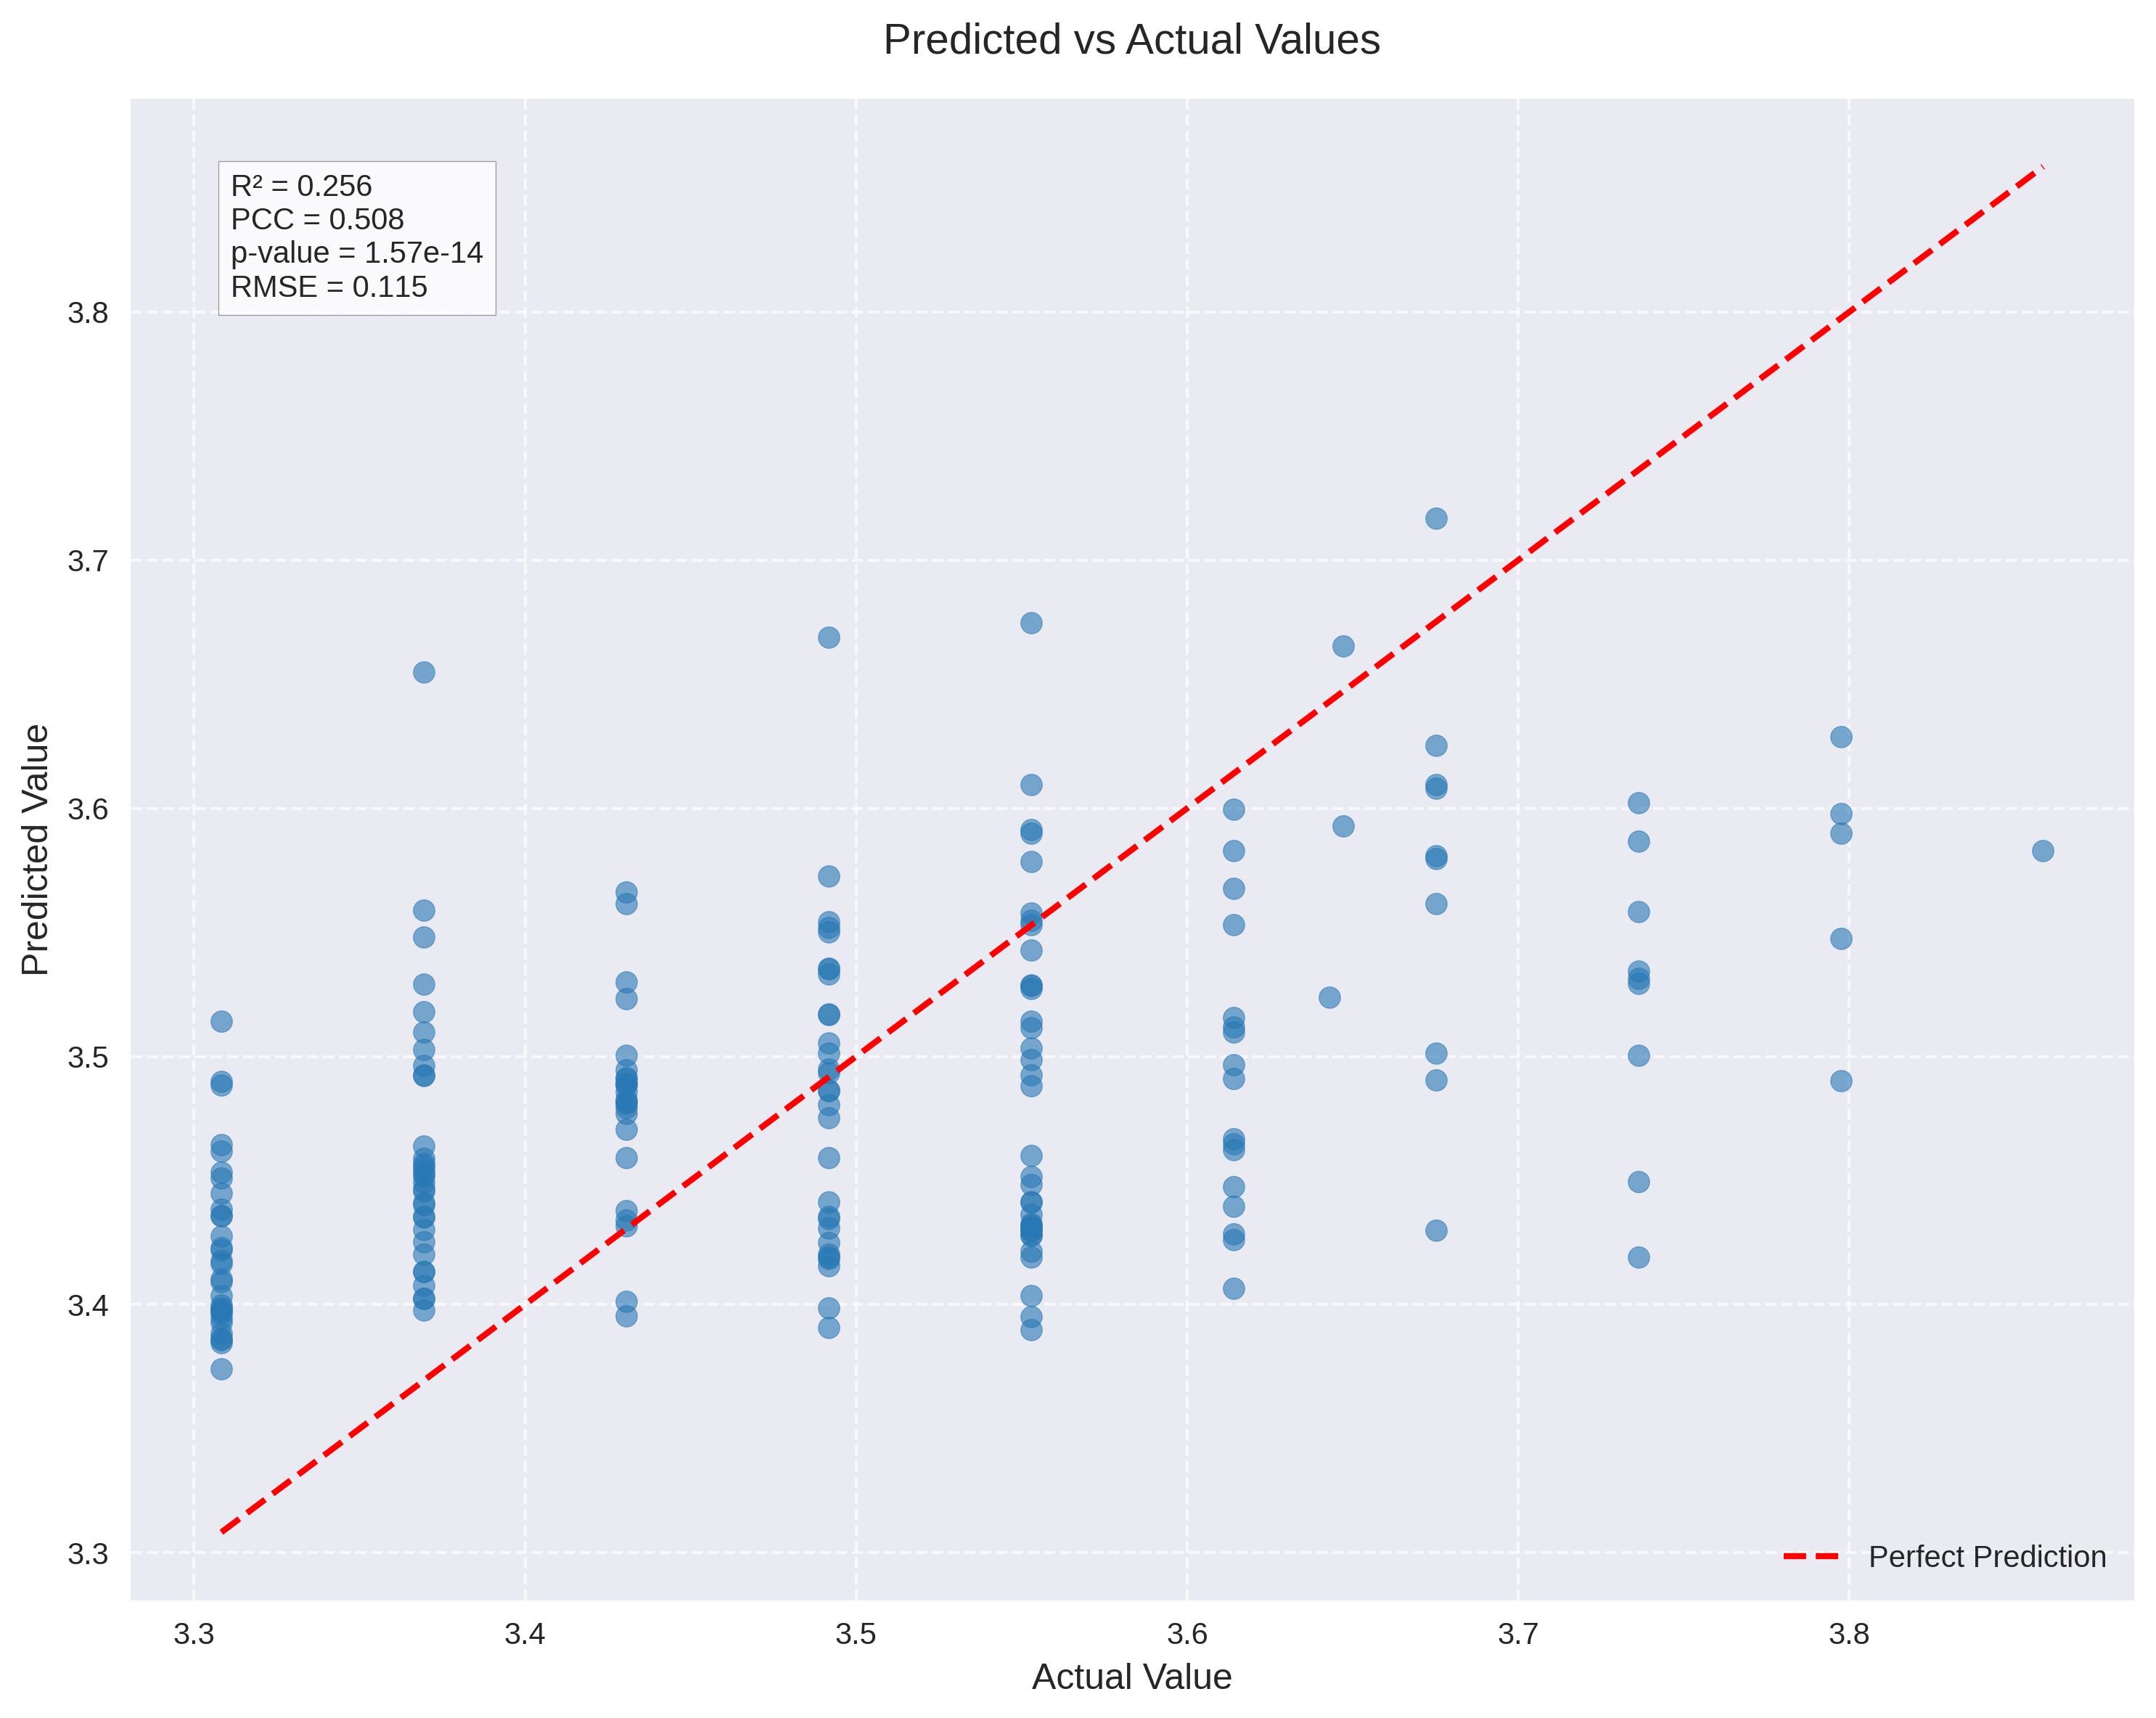 Predicted vs Actual Values
R² = 0.256
PCC = 0.508
p-value = 1.57e-14
RMSE = 0.115
3.8
3.7
3.6
3.5
3.4
3.3
Predicted Value
Perfect Prediction
3.3 3.4 3.5 3.6 3.7 3.8
Actual Value